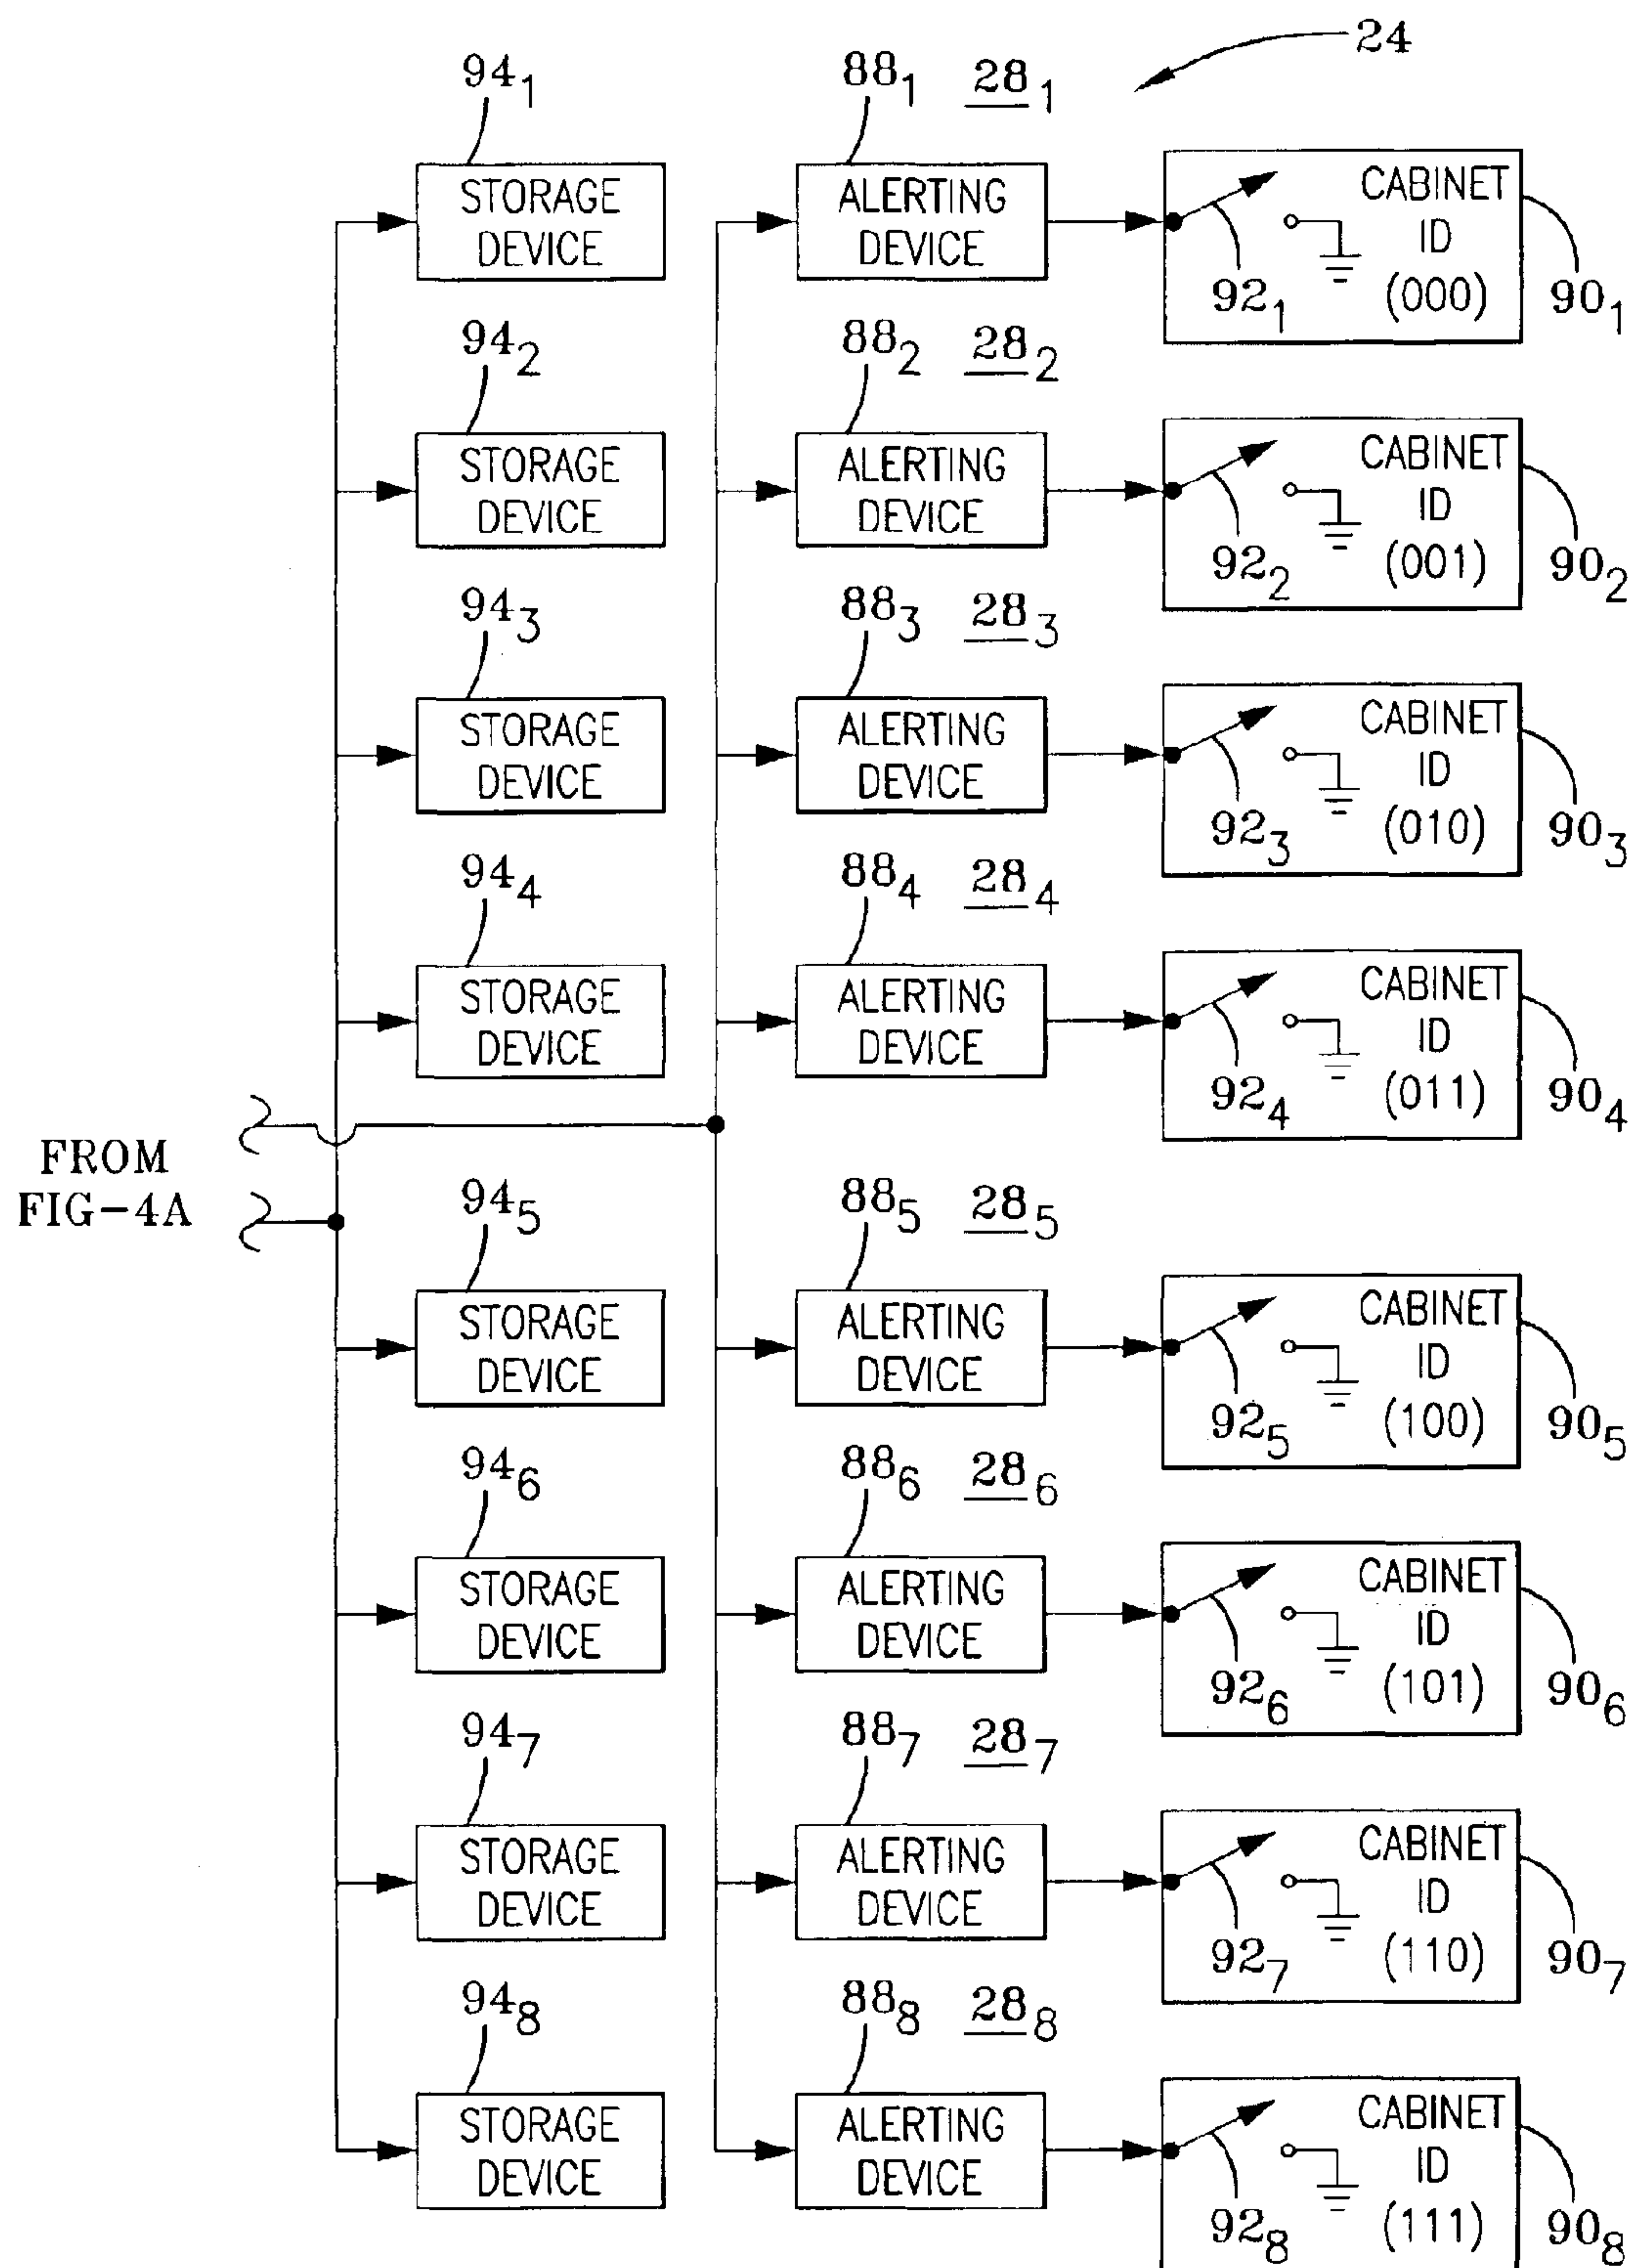 24
94₁ 88₁ 28₁
STORAGE ALERTING CABINET
DEVICE DEVICE ID
92₁ (000) 90₁
94₂ 88₂ 28₂
STORAGE ALERTING CABINET
DEVICE DEVICE ID
92₂ (001) 90₂
94₃ 88₃ 28₃
STORAGE ALERTING CABINET
DEVICE DEVICE ID
92₃ (010) 90₃
94₄ 88₄ 28₄
STORAGE ALERTING CABINET
DEVICE DEVICE ID
92₄ (011) 90₄
FROM
FIG-4A
94₅ 88₅ 28₅
STORAGE ALERTING CABINET
DEVICE DEVICE ID
92₅ (100) 90₅
94₆ 88₆ 28₆
STORAGE ALERTING CABINET
DEVICE DEVICE ID
92₆ (101) 90₆
94₇ 88₇ 28₇
STORAGE ALERTING CABINET
DEVICE DEVICE ID
92₇ (110) 90₇
94₈ 88₈ 28₈
STORAGE ALERTING CABINET
DEVICE DEVICE ID
92₈ (111) 90₈